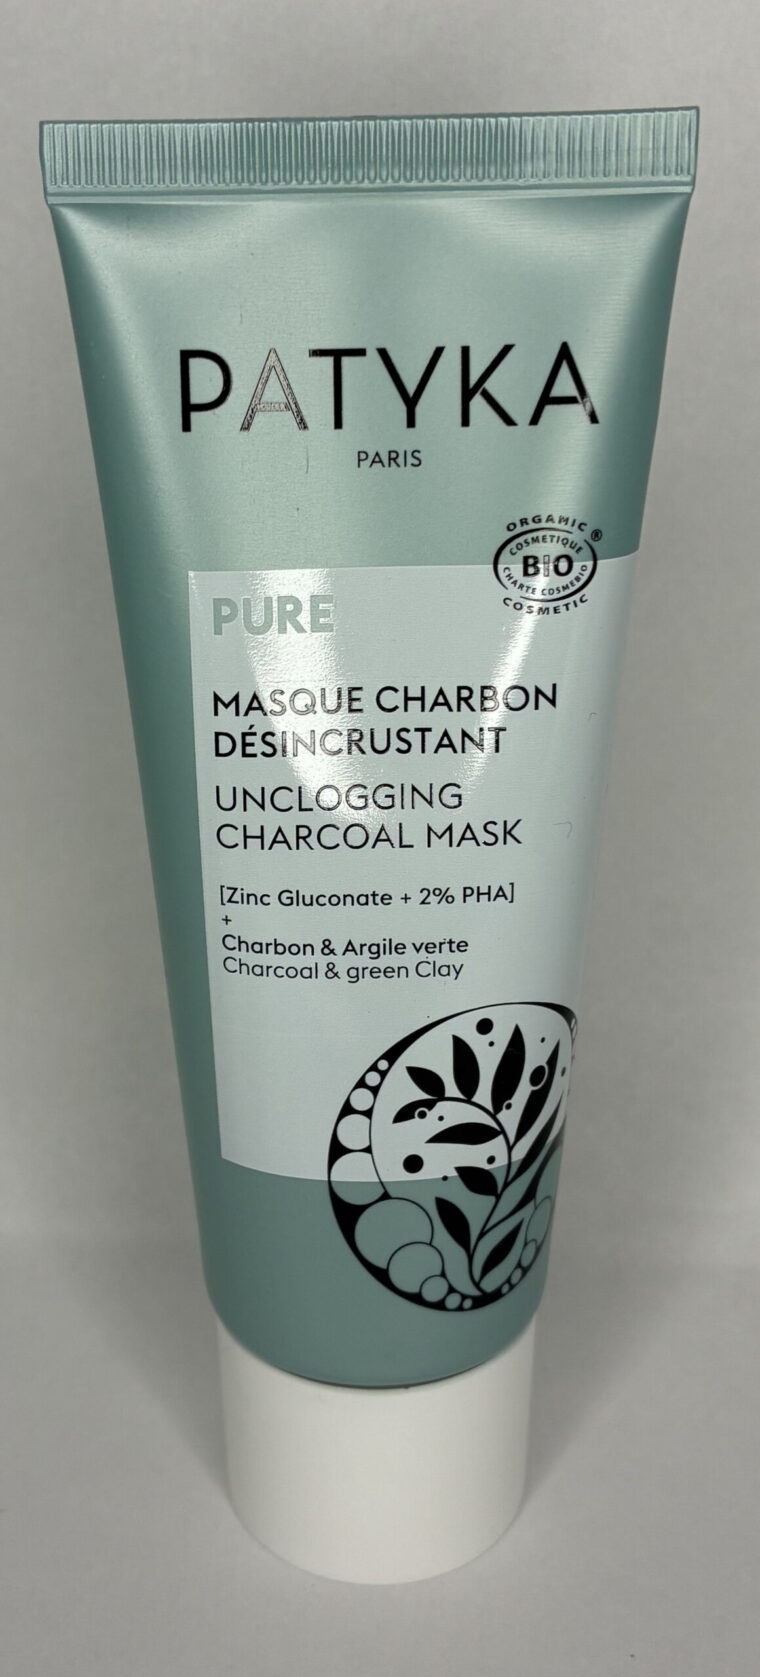 PATYKA
PARIS
ORGANIC
COSMETIQUE
BIO
CHARTE COSMEBIO
COSMETIC
®
PURE
MASQUE CHARBON
DÉSINCRUSTANT
UNCLOGGING
CHARCOAL MASK
[Zinc Gluconate + 2% PHA]
+
Charbon & Argile verte
Charcoal & green Clay